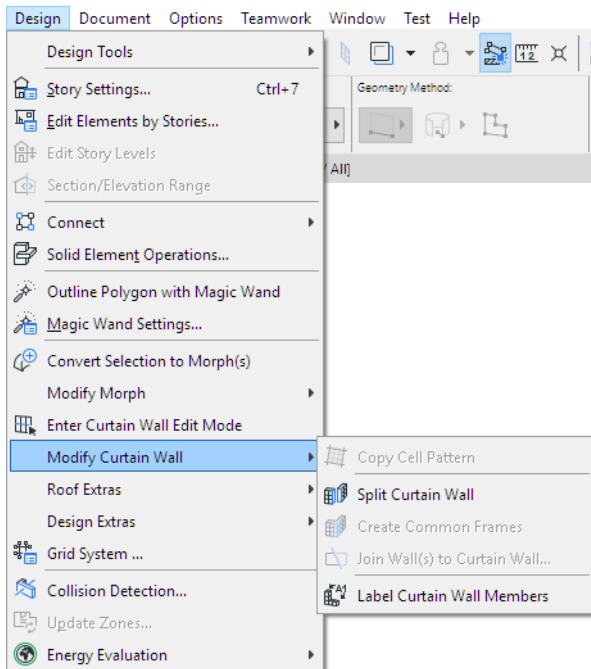 Design Document Options Teamwork Window Test Help
Design Tools
Geometry Method:
Story Settings... Ctrl+7
Edit Elements by Stories...
Edit Story Levels
/ All]
Section/Elevation Range
Connect
Solid Element Operations...
Outline Polygon with Magic Wand
Magic Wand Settings...
Convert Selection to Morph(s)
Modify Morph
Enter Curtain Wall Edit Mode
Modify Curtain Wall
Copy Cell Pattern
Roof Extras
Split Curtain Wall
Design Extras
Create Common Frames
Grid System ...
Join Wall(s) to Curtain Wall...
Collision Detection...
Label Curtain Wall Members
Update Zones...
Energy Evaluation